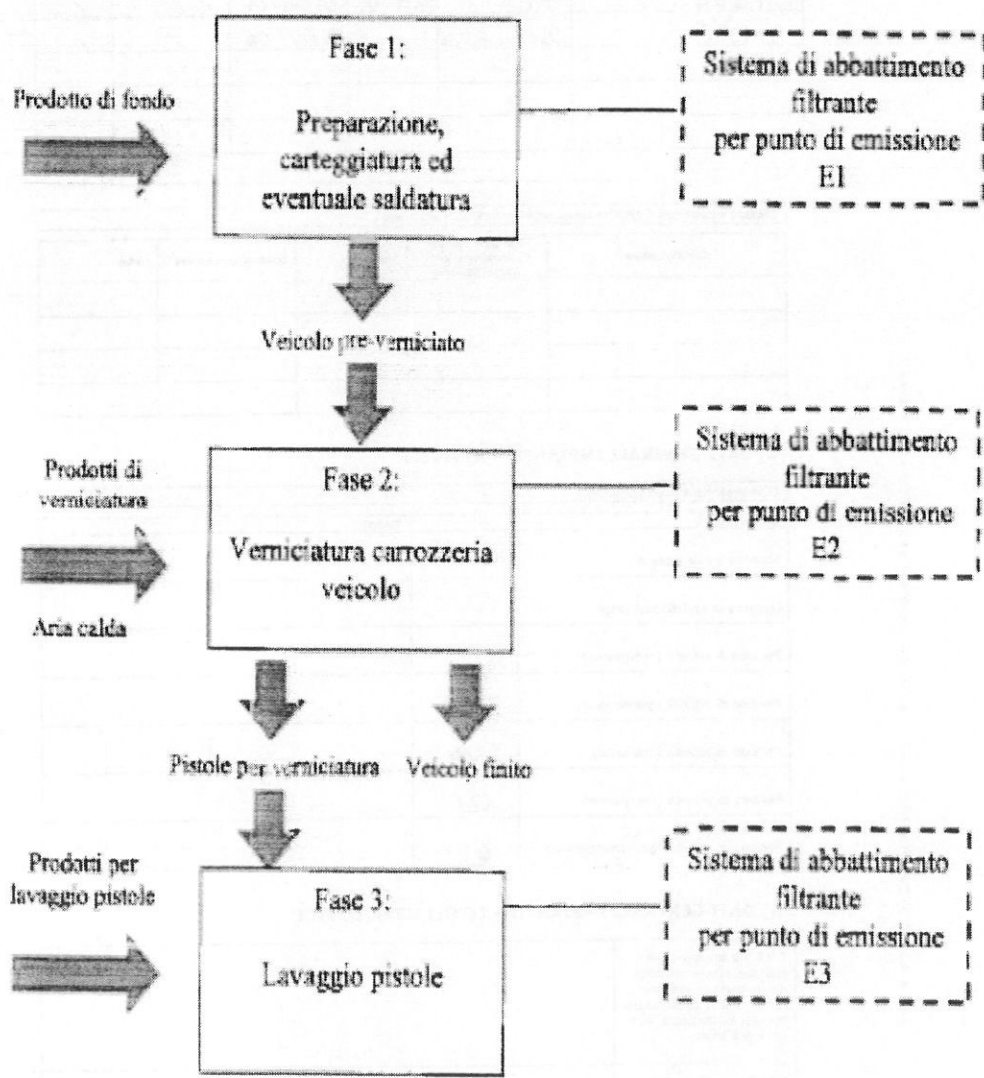 Fase 1:
Preparazione,
carteggiatura ed
eventuale saldatura
Sistema di abbattimento
filtrante
per punto di emissione
E1
Prodotto di fondo
Veicolo pre-verniciato
Fase 2:
Verniciatura carrozzeria
veicolo
Sistema di abbattimento
filtrante
per punto di emissione
E2
Prodotti di
verniciatura
Aria calda
Pistole per verniciatura
Veicolo finito
Prodotti per
lavaggio pistole
Fase 3:
Lavaggio pistole
Sistema di abbattimento
filtrante
per punto di emissione
E3